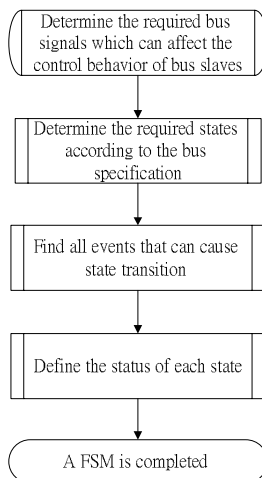 Determine the required bus
signals which can affect the
control behavior of bus slaves
Determine the required states
according to the bus
specification
Find all events that can cause
state transition
Define the status of each state
A FSM is completed